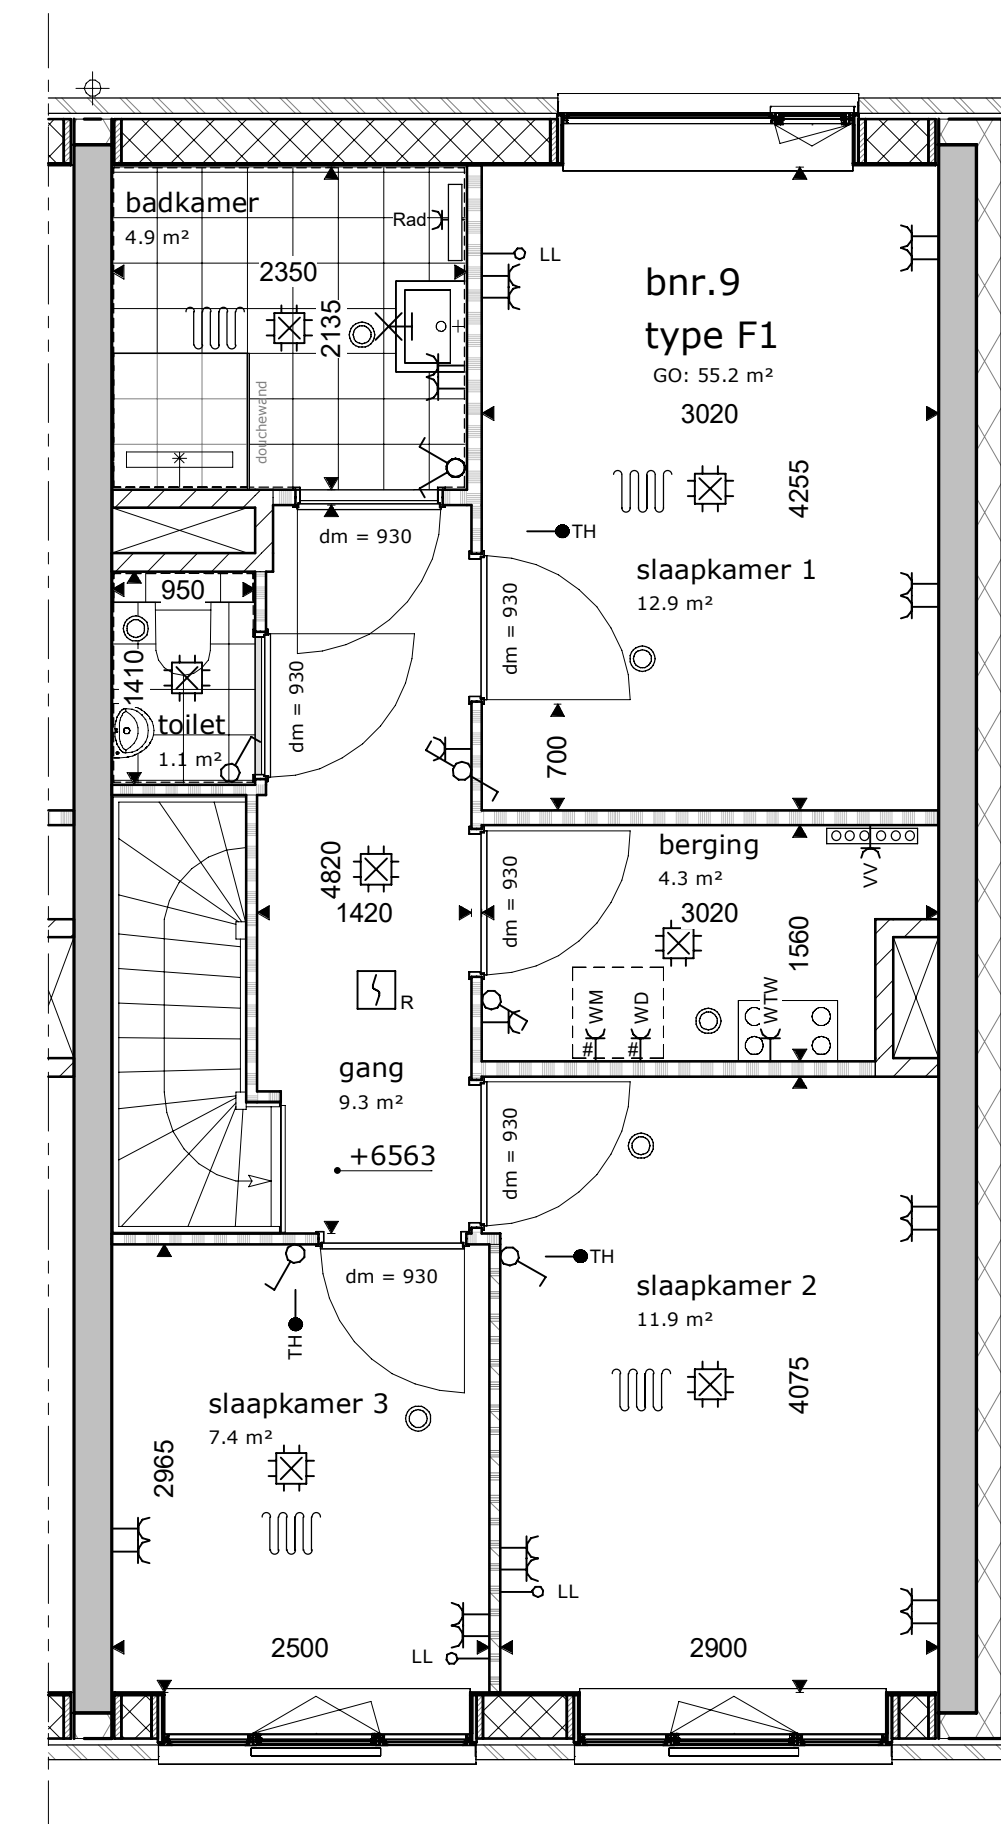 badkamer
4.9 m²
Rad
2350
2135
douchewand
LL
bnr.9
type F1
GO: 55.2 m²
3020
4255
TH
slaapkamer 1
12.9 m²
dm = 930
dm = 930
950
1410
toilet
1.1 m²
dm = 930
700
berging
4.3 m²
VV
dm = 930
3020
1560
4820
1420
R
WM
WD
WTW
#
#
gang
9.3 m²
+6563
dm = 930
dm = 930
TH
TH
slaapkamer 2
11.9 m²
4075
slaapkamer 3
7.4 m²
2965
LL
LL
2500
2900